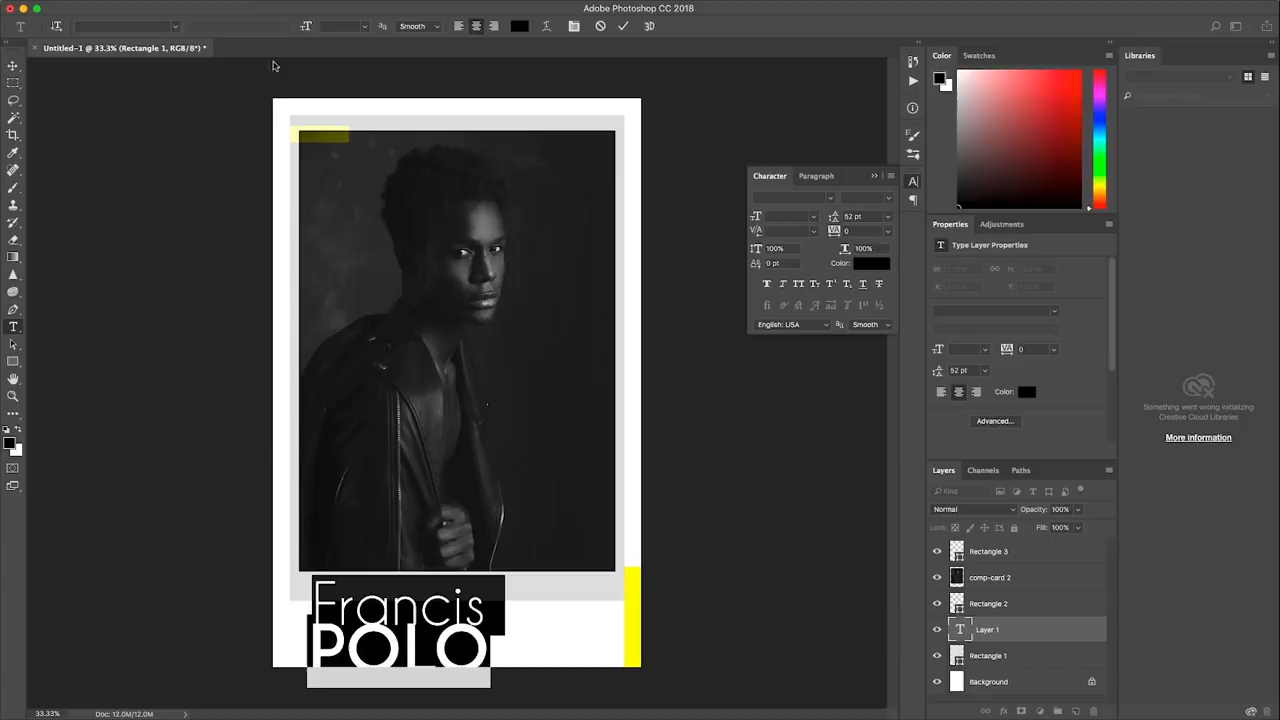 Adobe Photoshop CC 2018
Smooth
3D
Untitled-1 @ 33.3% (Rectangle 1, RGB/8*) *
Color
Swatches
Libraries
Character
Paragraph
52 pt
0
100%
100%
0 pt
Color:
English: USA
Smooth
Properties
Adjustments
Type Layer Properties
W:
H:
X:
Y:
0
52 pt
Color:
Advanced...
Something went wrong initializing
Creative Cloud Libraries
More information
Francis
POLO
Layers
Channels
Paths
Kind
Normal
Opacity: 100%
Lock:
Fill: 100%
Rectangle 3
comp-card 2
Rectangle 2
Layer 1
Rectangle 1
Background
33.33%
Doc: 12.0M/12.0M